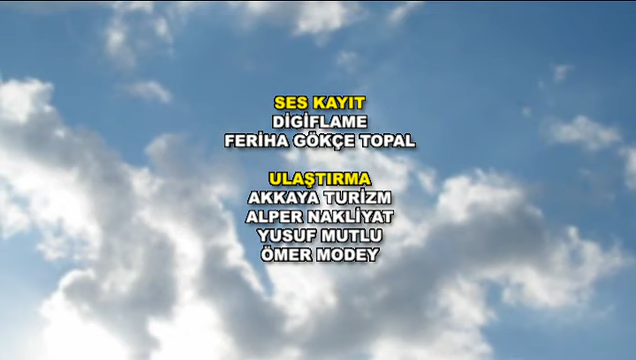 SES KAYIT
DİGİFLAME
FERİHA GÖKÇE TOPAL
ULAŞTIRMA
AKKAYA TURİZM
ALPER NAKLİYAT
YUSUF MUTLU
ÖMER MODEY